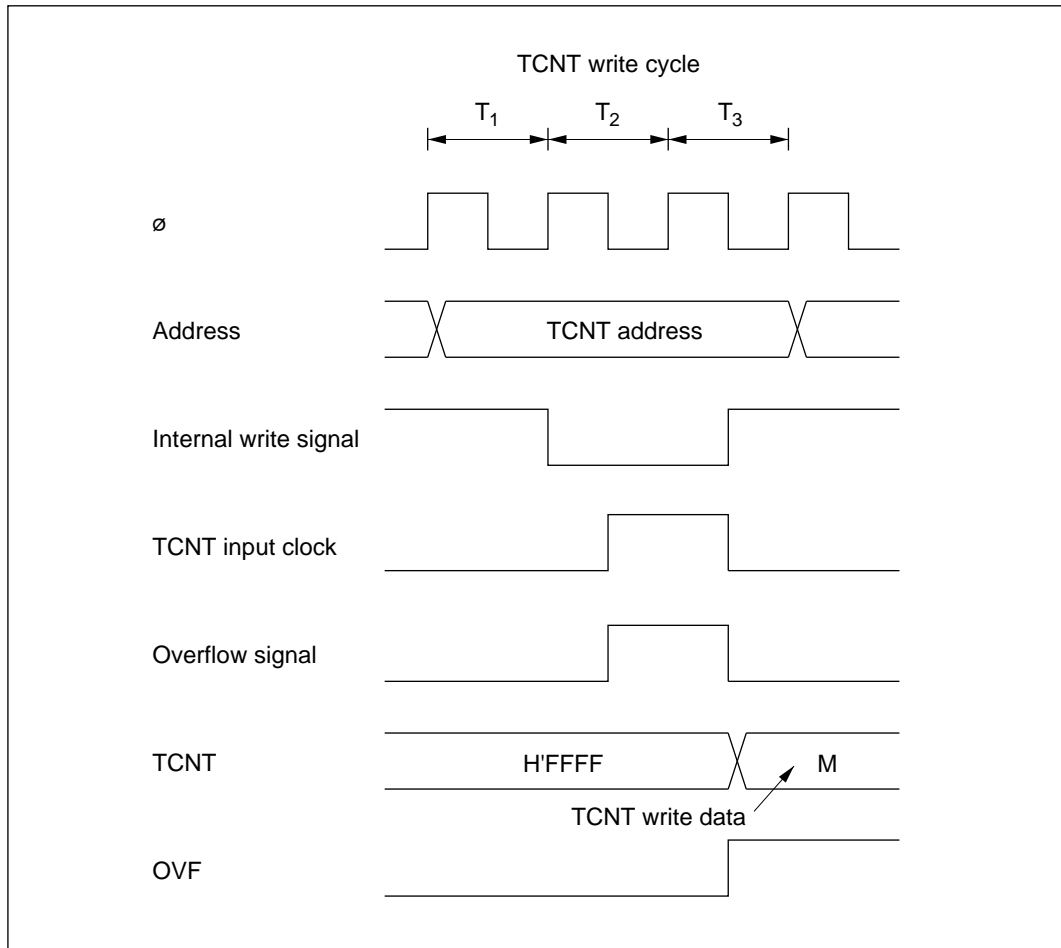 TCNT write cycle
T1 T2 T3
ø
Address TCNT address
Internal write signal
TCNT input clock
Overflow signal
TCNT H'FFFF M
TCNT write data
OVF